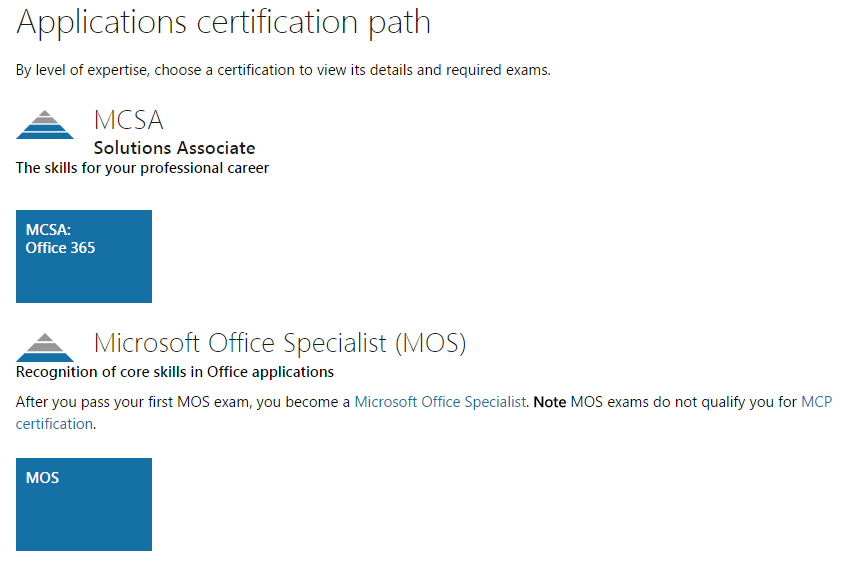 Applications certification path
By level of expertise, choose a certification to view its details and required exams.
MCSA
Solutions Associate
The skills for your professional career
MCSA:
Office 365
Microsoft Office Specialist (MOS)
Recognition of core skills in Office applications
After you pass your first MOS exam, you become a Microsoft Office Specialist. Note MOS exams do not qualify you for MCP
certification.
MOS